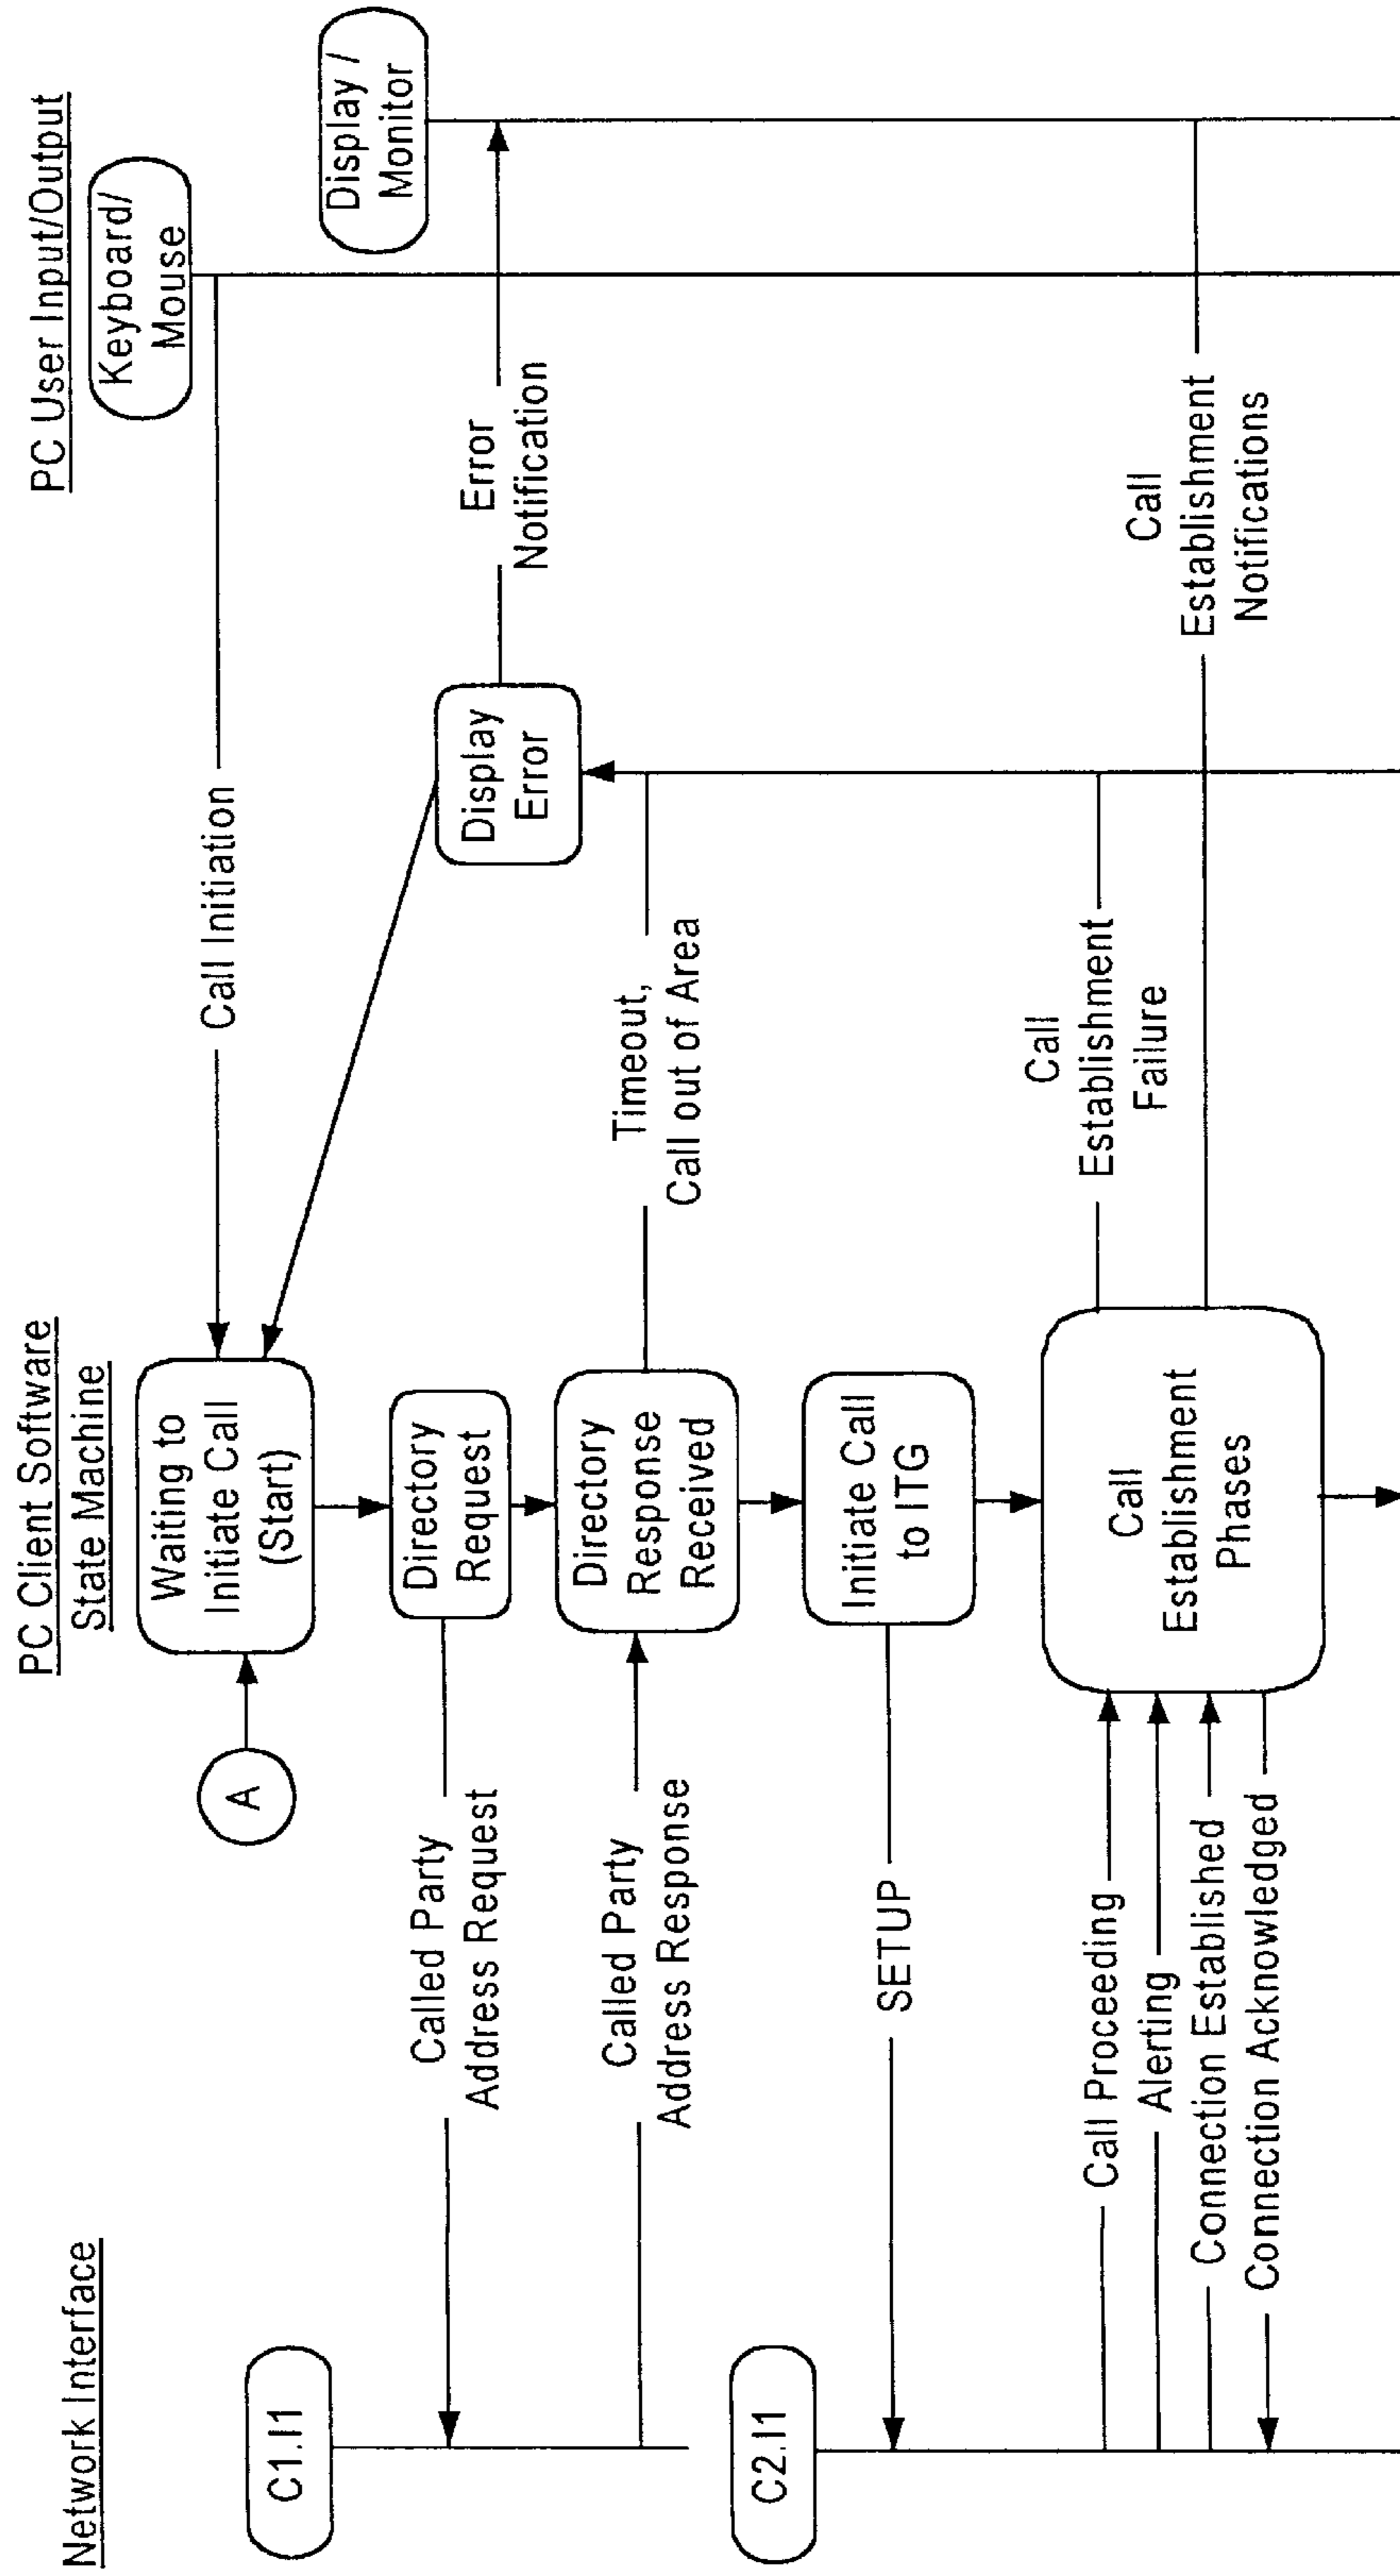 Network Interface
PC Client Software
State Machine
PC User Input/Output
Keyboard/
Mouse
Display /
Monitor
C1.I1
A
Waiting to
Initiate Call
(Start)
Call Initiation
Called Party
Address Request
Directory
Request
Display
Error
Error
Notification
Called Party
Address Response
Directory
Response
Received
Timeout,
Call out of Area
C2.I1
SETUP
Initiate Call
to ITG
Call Proceeding
Alerting
Connection Established
Connection Acknowledged
Call
Establishment
Phases
Call
Establishment
Failure
Call
Establishment
Notifications